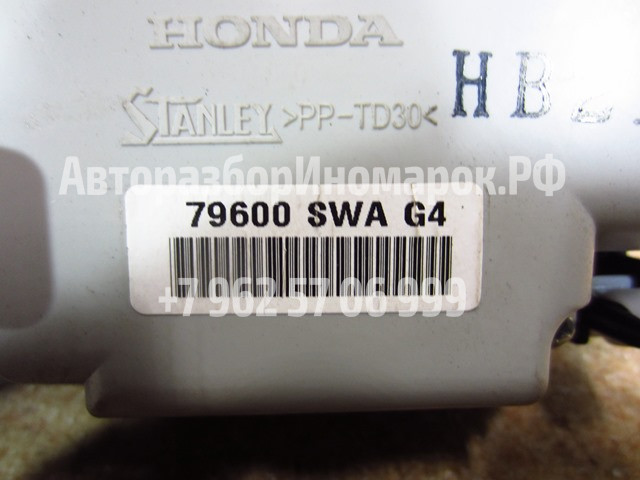 HONDA
STANLEY >PP-TD30< HB
АвторазборИномарок.РФ
79600 SWA G4
+7 962 57 06 999